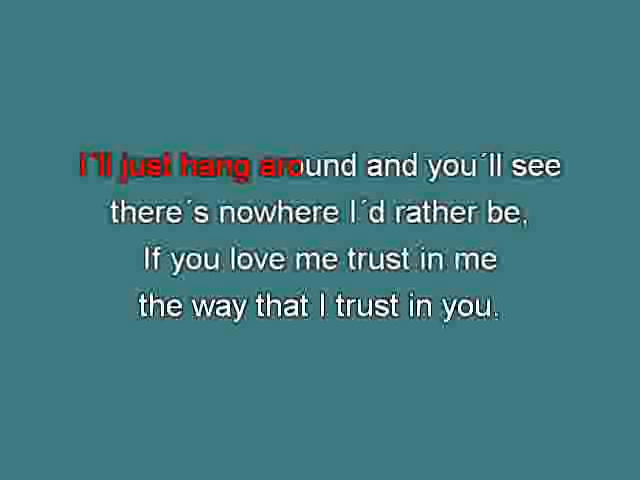 I´ll just hang around and you´ll see
there´s nowhere I´d rather be,
If you love me trust in me
the way that I trust in you.